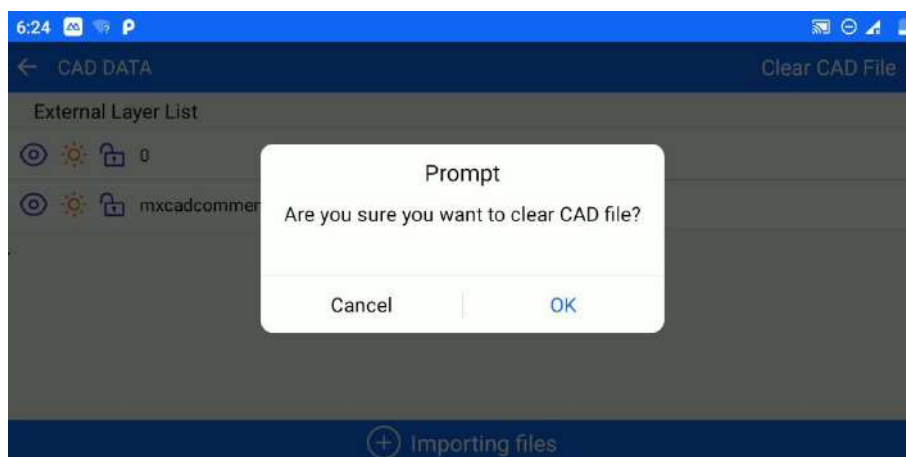 6:24
CAD DATA
Clear CAD File
External Layer List
0
Prompt
Are you sure you want to clear CAD file?
Cancel
OK
Importing files